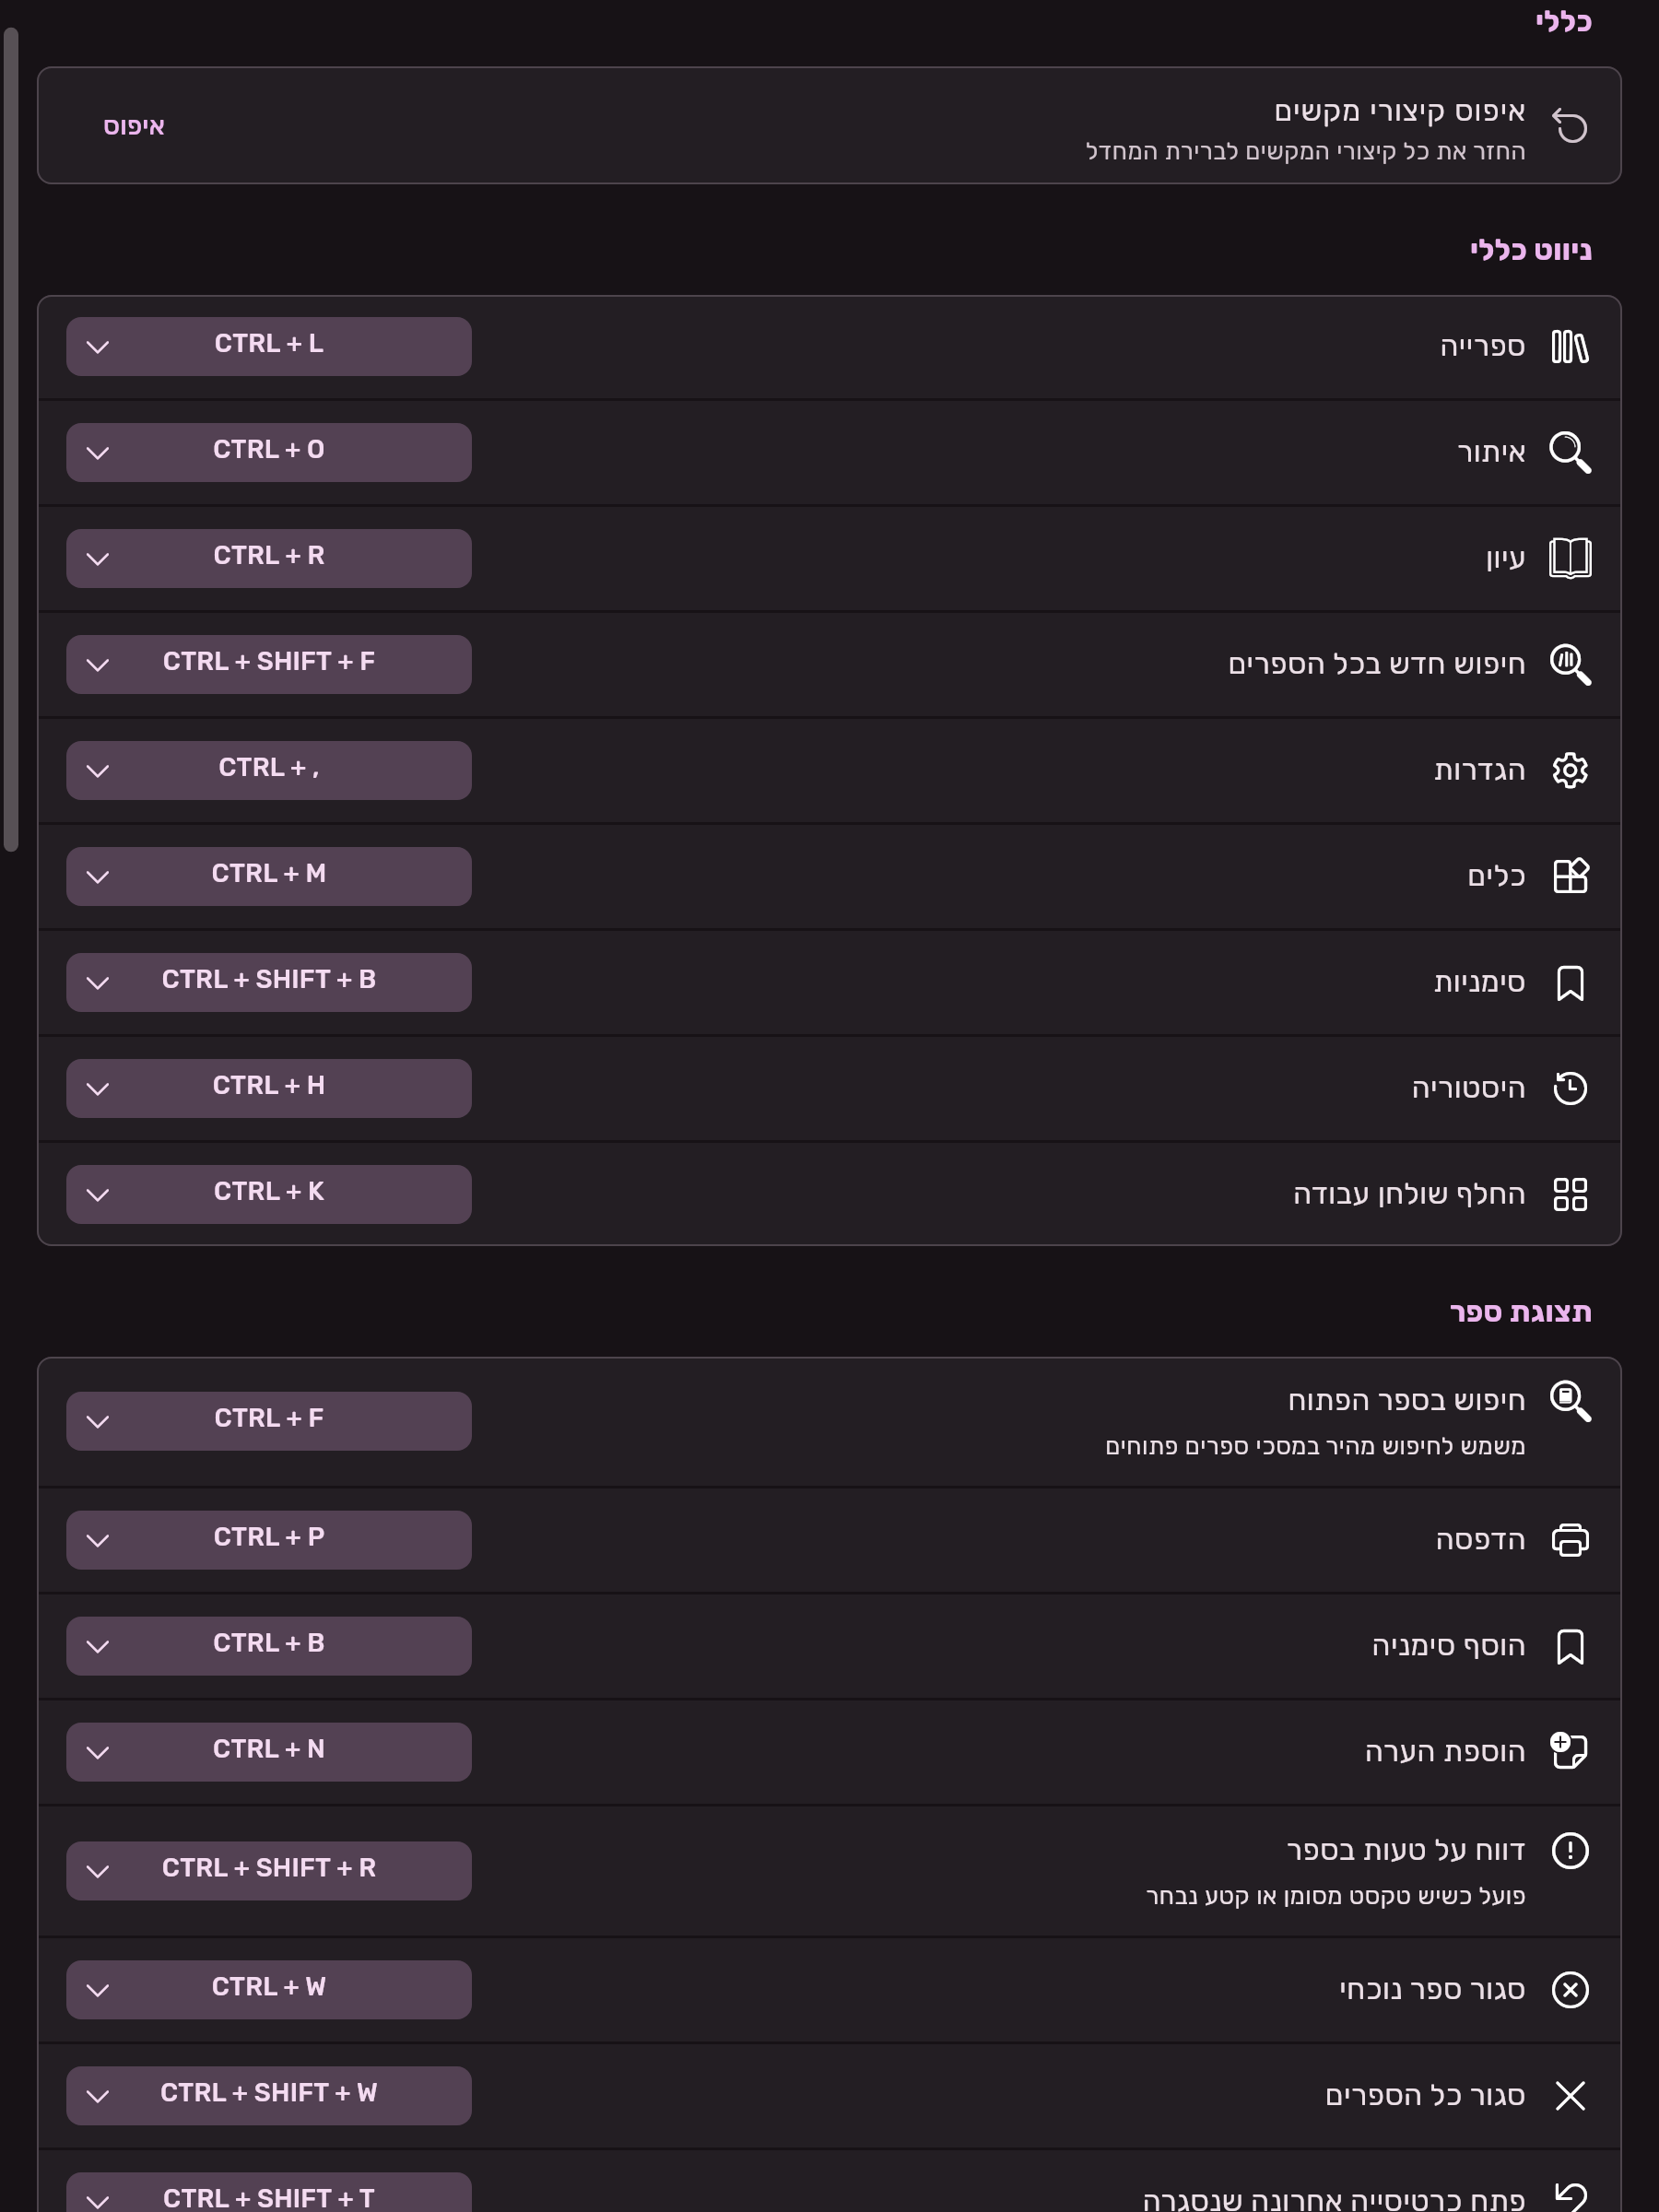 כללי
איפוס קיצורי מקשים
החזר את כל קיצורי המקשים לברירת המחדל
איפוס
ניווט כללי
ספרייה
CTRL + L
איתור
CTRL + O
עיון
CTRL + R
חיפוש חדש בכל הספרים
CTRL + SHIFT + F
הגדרות
CTRL + ,
כלים
CTRL + M
סימניות
CTRL + SHIFT + B
היסטוריה
CTRL + H
החלף שולחן עבודה
CTRL + K
תצוגת ספר
חיפוש בספר הפתוח
משמש לחיפוש מהיר במסכי ספרים פתוחים
CTRL + F
הדפסה
CTRL + P
הוסף סימניה
CTRL + B
הוספת הערה
CTRL + N
דווח על טעות בספר
פועל כשיש טקסט מסומן או קטע נבחר
CTRL + SHIFT + R
סגור ספר נוכחי
CTRL + W
סגור כל הספרים
CTRL + SHIFT + W
פתח כרטיסייה אחרונה שנסגרה
CTRL + SHIFT + T